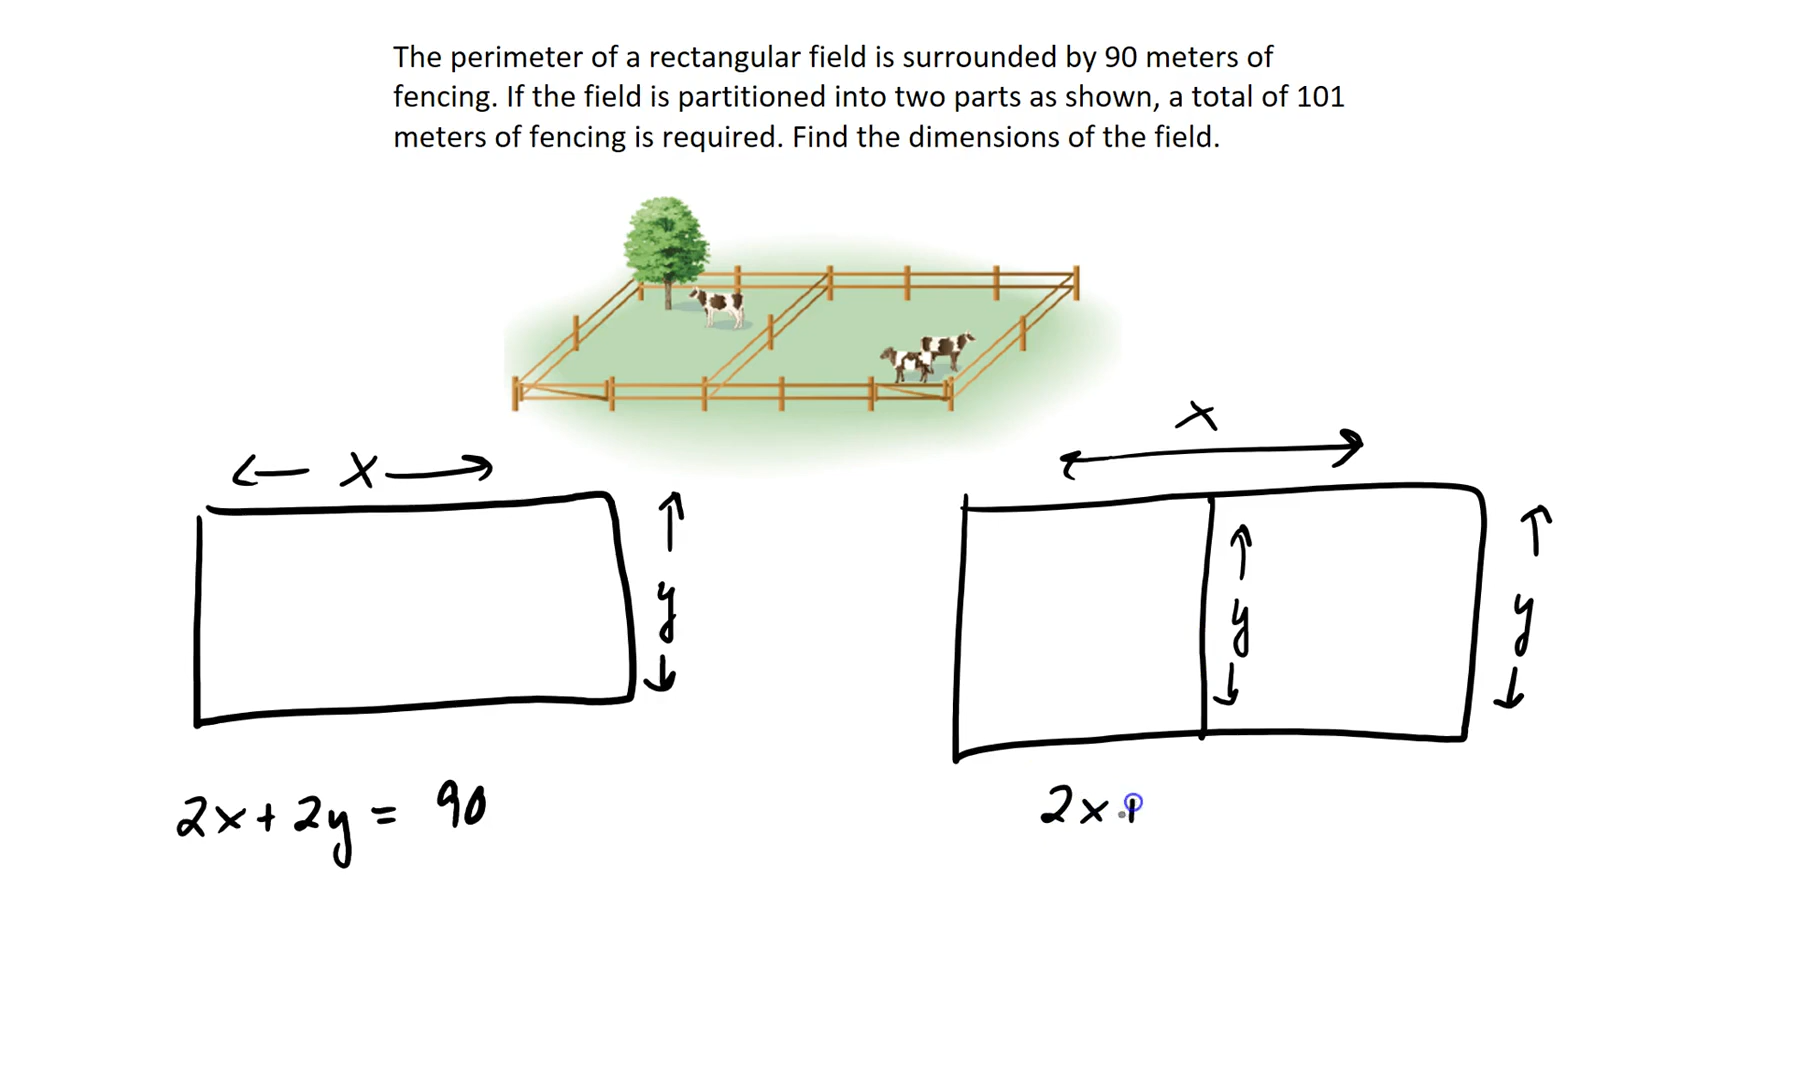 The perimeter of a rectangular field is surrounded by 90 meters of
fencing. If the field is partitioned into two parts as shown, a total of 101
meters of fencing is required. Find the dimensions of the field.
x
x
y
y
y
2x + 2y = 90
2x